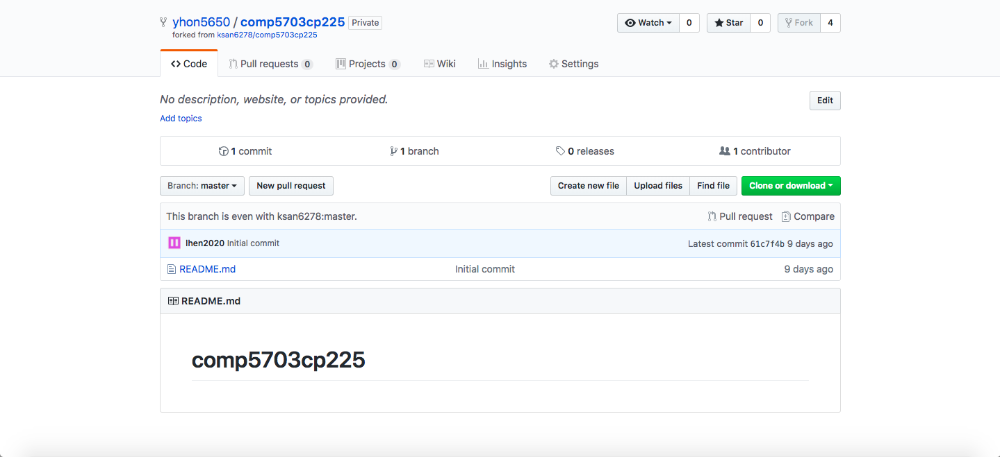 yhon5650 / comp5703cp225 Private Watch 0 Star 0 Fork 4
forked from ksan6278/comp5703cp225
Code Pull requests 0 Projects 0 Wiki Insights Settings
No description, website, or topics provided. Edit
Add topics
1 commit 1 branch 0 releases 1 contributor
Branch: master New pull request Create new file Upload files Find file Clone or download
This branch is even with ksan6278:master. Pull request Compare
lhen2020 Initial commit Latest commit 61c7f4b 9 days ago
README.md Initial commit 9 days ago
README.md
comp5703cp225